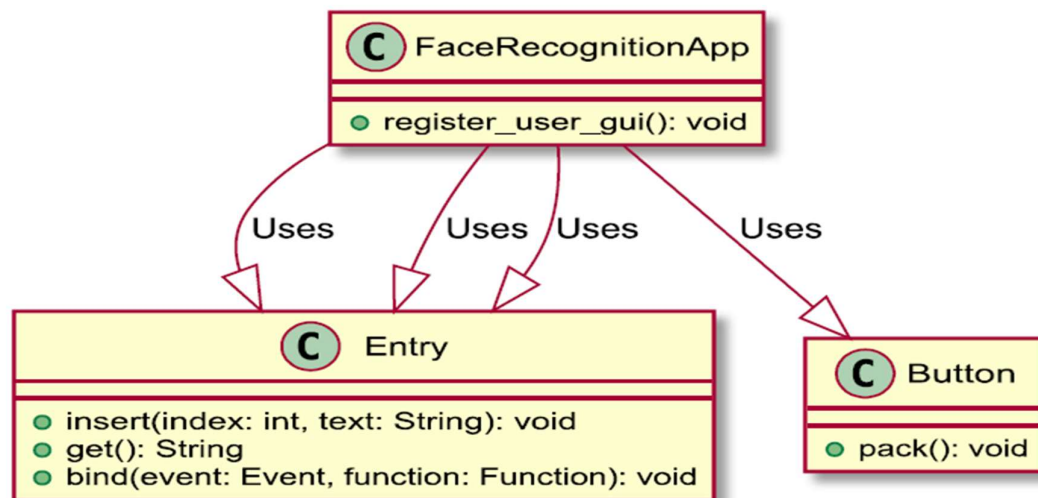 C FaceRecognitionApp
register_user_gui(): void
Uses Uses Uses Uses
C Entry
insert(index: int, text: String): void
get(): String
bind(event: Event, function: Function): void
C Button
pack(): void